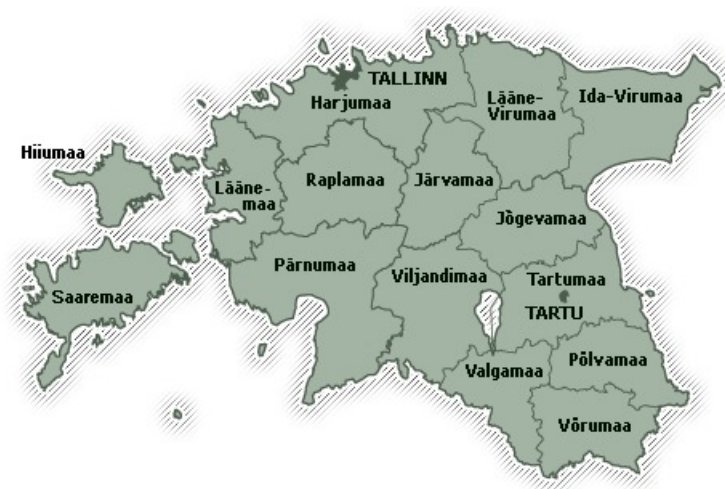 TALLINN
Harjumaa
Lääne-
Virumaa
Ida-Virumaa
Hiiumaa
Lääne-
maa
Raplamaa
Järvamaa
Jõgevamaa
Pärnumaa
Viljandimaa
Tartumaa
Saaremaa
TARTU
Valgamaa
Põlvamaa
Võrumaa